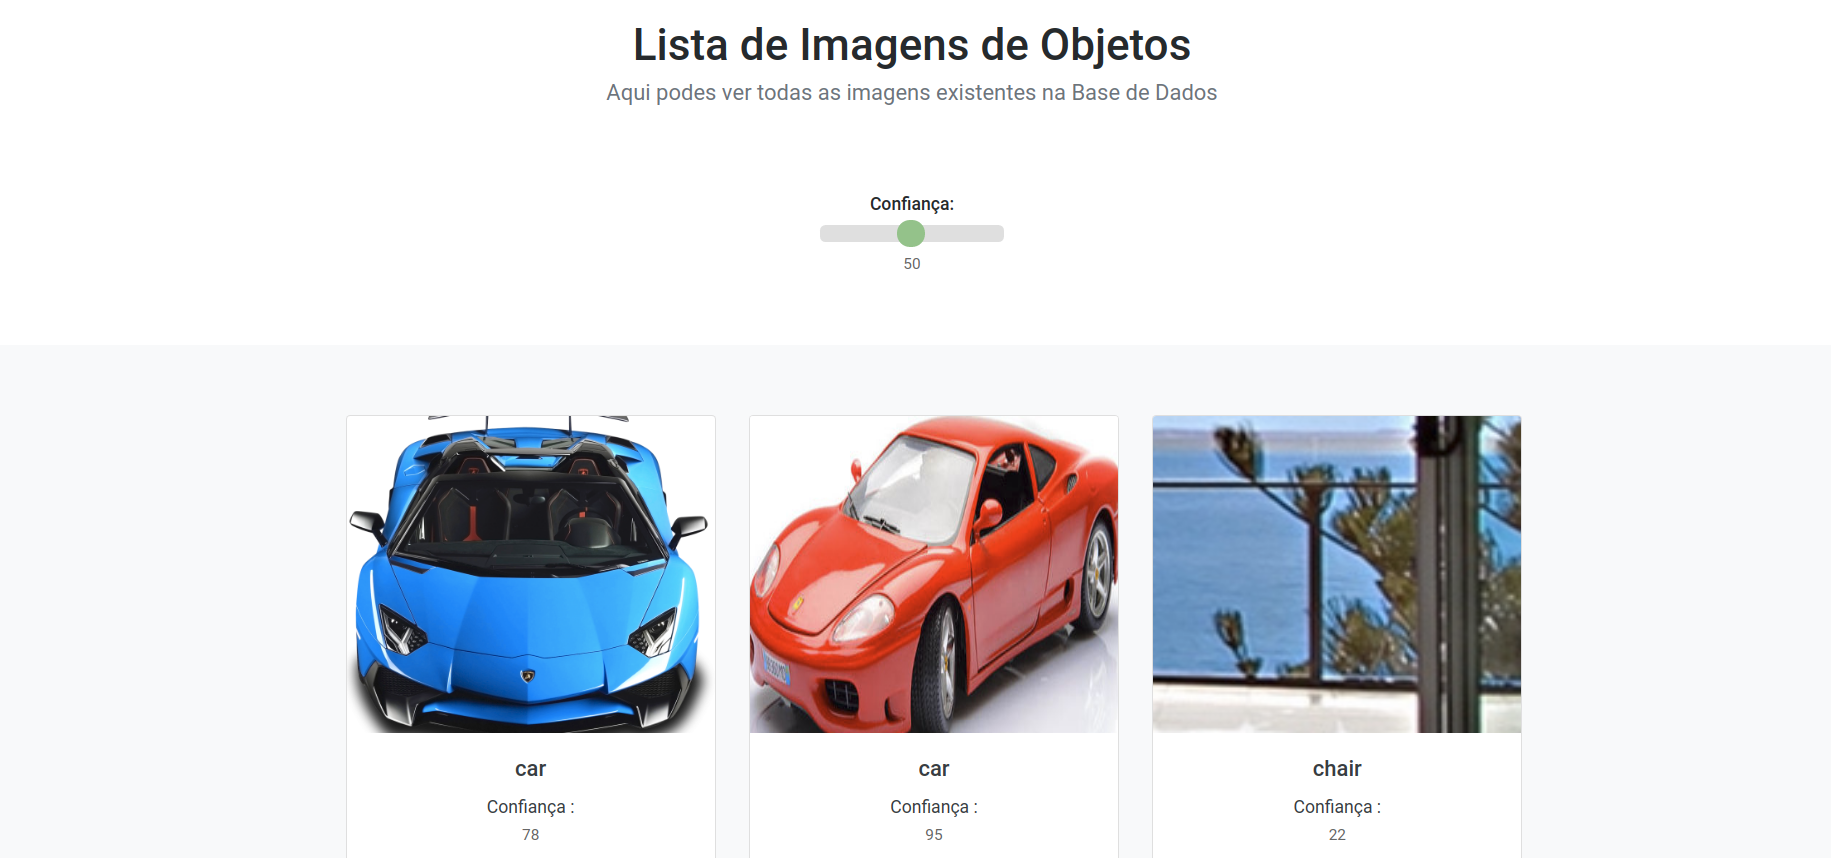 Lista de Imagens de Objetos
Aqui podes ver todas as imagens existentes na Base de Dados
Confiança:
50
car
Confiança :
78
car
Confiança :
95
chair
Confiança :
22